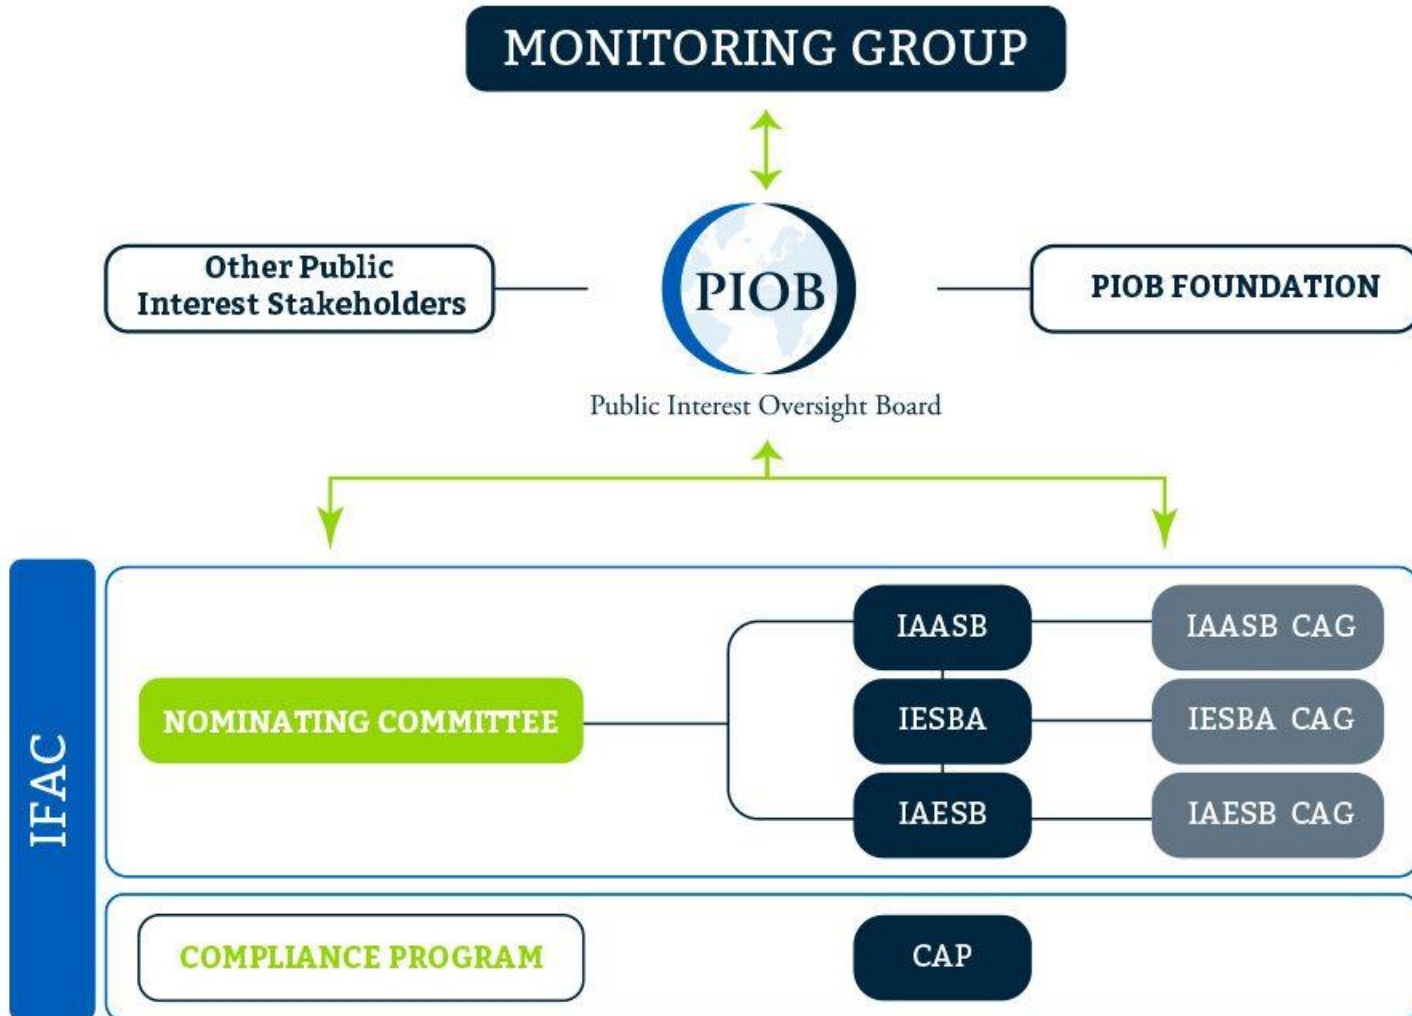 MONITORING GROUP
Other Public
Interest Stakeholders
PIOB
PIOB FOUNDATION
Public Interest Oversight Board
IFAC
NOMINATING COMMITTEE
IAASB
IAASB CAG
IESBA
IESBA CAG
IAESB
IAESB CAG
COMPLIANCE PROGRAM
CAP